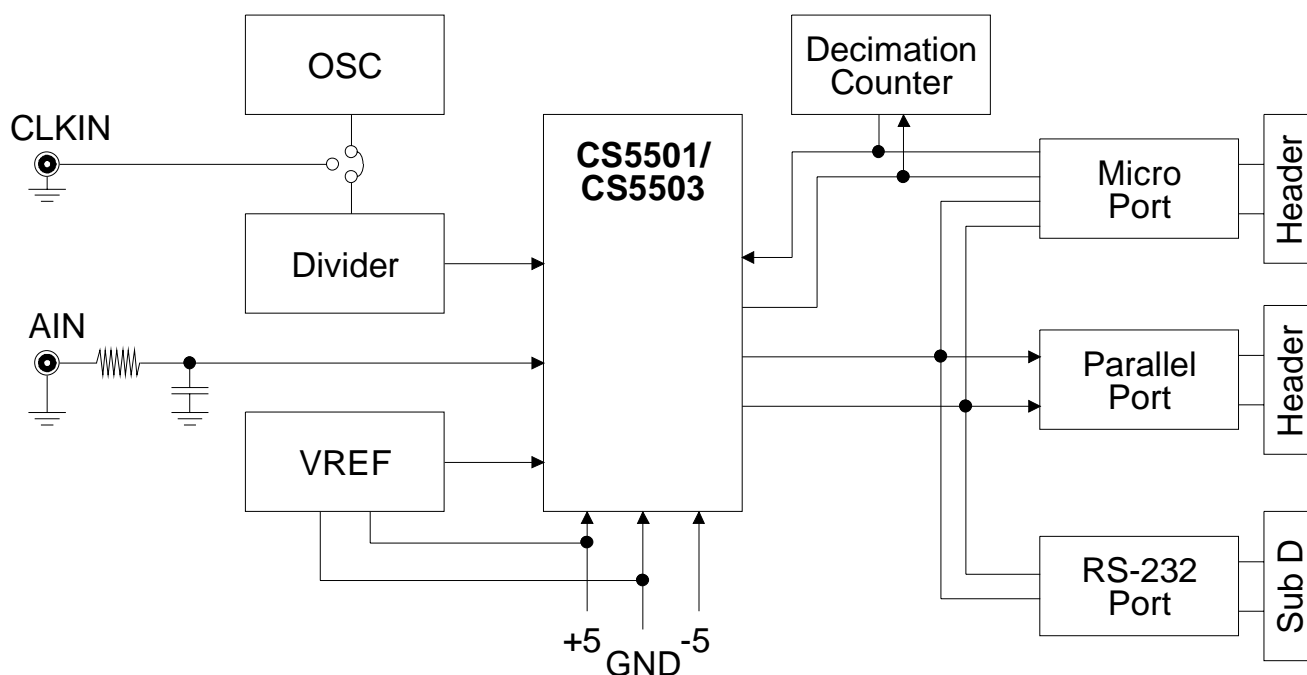 OSC
Decimation
Counter
CLKIN
CS5501/
CS5503
Micro
Port
Header
Divider
AIN
Parallel
Port
Header
VREF
RS-232
Port
Sub D
+5
GND
-5